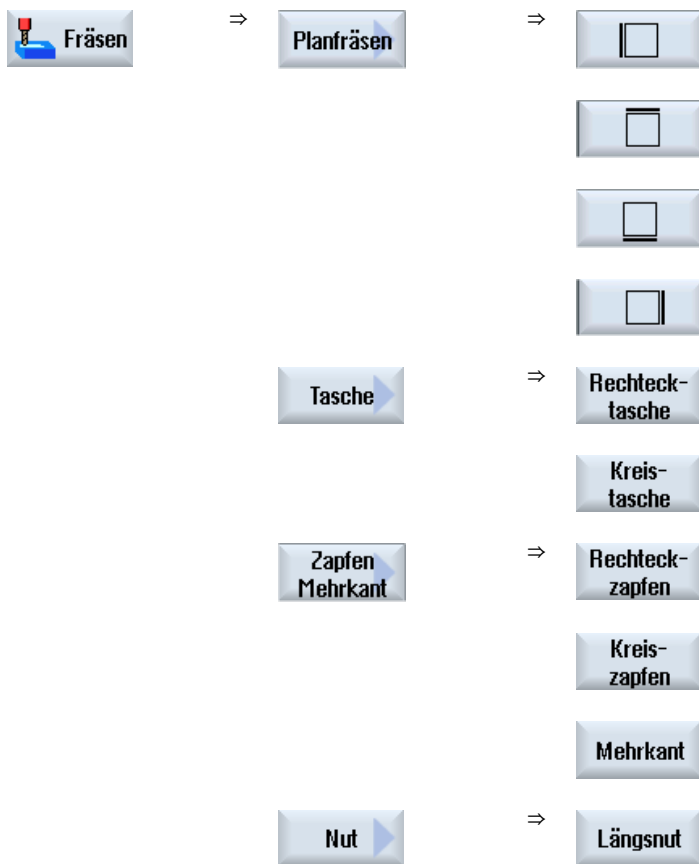 Fräsen ⇒ Planfräsen ⇒
Tasche ⇒ Rechteck-
tasche
Kreis-
tasche
Zapfen
Mehrkant
⇒
Rechteck-
zapfen
Kreis-
zapfen
Mehrkant
Nut ⇒ Längsnut